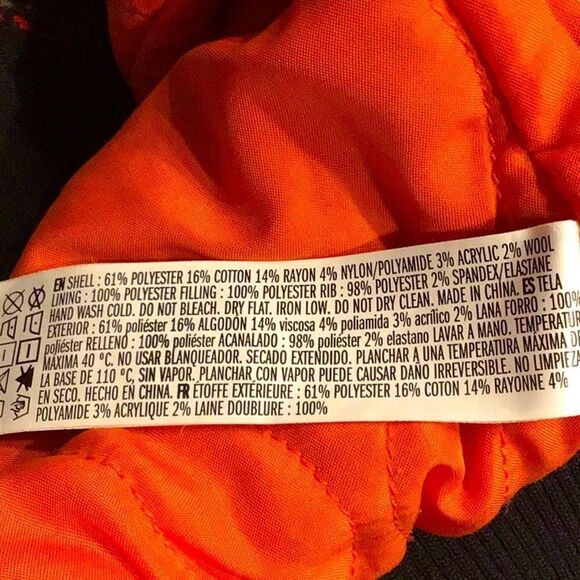 EN SHELL : 61% POLYESTER 16% COTTON 14% RAYON 4% NYLON/POLYAMIDE 3% ACRYLIC 2% WOOL
LINING : 100% POLYESTER FILLING : 100% POLYESTER RIB : 98% POLYESTER 2% SPANDEX/ELASTANE
HAND WASH COLD. DO NOT BLEACH. DRY FLAT. IRON LOW. DO NOT DRY CLEAN. MADE IN CHINA. ES TELA
EXTERIOR : 61% poliéster 16% ALGODÓN 14% viscosa 4% poliamida 3% acrílico 2% LANA FORRO : 100%
poliéster RELLENO : 100% poliéster ACANALADO : 98% poliéster 2% elastano LAVAR A MANO. TEMPERATUR
MAXIMA 40 °C. NO USAR BLANQUEADOR. SECADO EXTENDIDO. PLANCHAR A UNA TEMPERATURA MÁXIMA DE
LA BASE DE 110 °C, SIN VAPOR. PLANCHAR CON VAPOR PUEDE CAUSAR DAÑO IRREVERSIBLE. NO LIMPIEZA
EN SECO. HECHO EN CHINA. FR ÉTOFFE EXTÉRIEURE : 61% POLYESTER 16% COTON 14% RAYONNE 4%
POLYAMIDE 3% ACRYLIQUE 2% LAINE DOUBLURE : 100%